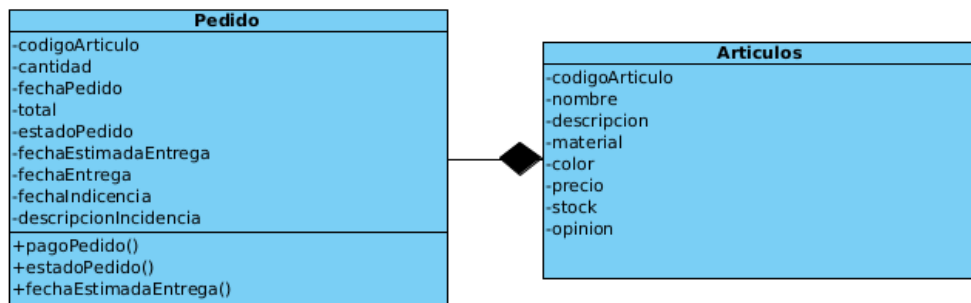 Pedido
-codigoArticulo
-cantidad
-fechaPedido
-total
-estadoPedido
-fechaEstimadaEntrega
-fechaEntrega
-fechaIndicencia
-descripcionIncidencia
+pagoPedido()
+estadoPedido()
+fechaEstimadaEntrega()
Articulos
-codigoArticulo
-nombre
-descripcion
-material
-color
-precio
-stock
-opinion